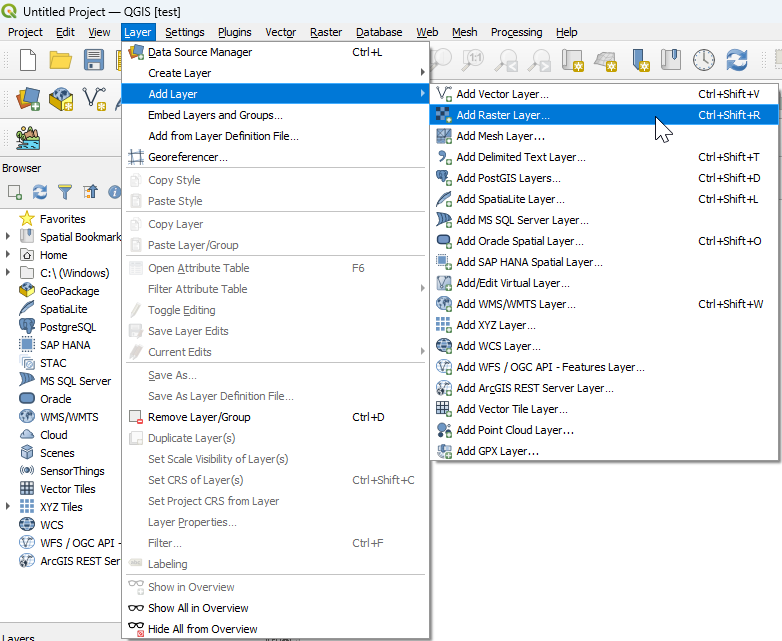 Untitled Project — QGIS [test]
Project Edit View Layer Settings Plugins Vector Raster Database Web Mesh Processing Help
Data Source Manager Ctrl+L
Create Layer
Add Layer
Embed Layers and Groups...
Add from Layer Definition File...
Georeferencer...
Copy Style
Paste Style
Copy Layer
Paste Layer/Group
Open Attribute Table F6
Filter Attribute Table
Toggle Editing
Save Layer Edits
Current Edits
Save As...
Save As Layer Definition File...
Remove Layer/Group Ctrl+D
Duplicate Layer(s)
Set Scale Visibility of Layer(s)
Set CRS of Layer(s) Ctrl+Shift+C
Set Project CRS from Layer
Layer Properties...
Filter... Ctrl+F
Labeling
Show in Overview
Show All in Overview
Hide All from Overview
Add Vector Layer... Ctrl+Shift+V
Add Raster Layer... Ctrl+Shift+R
Add Mesh Layer...
Add Delimited Text Layer... Ctrl+Shift+T
Add PostGIS Layers... Ctrl+Shift+D
Add SpatiaLite Layer... Ctrl+Shift+L
Add MS SQL Server Layer...
Add Oracle Spatial Layer... Ctrl+Shift+O
Add SAP HANA Spatial Layer...
Add/Edit Virtual Layer...
Add WMS/WMTS Layer... Ctrl+Shift+W
Add XYZ Layer...
Add WCS Layer...
Add WFS / OGC API - Features Layer...
Add ArcGIS REST Server Layer...
Add Vector Tile Layer...
Add Point Cloud Layer...
Add GPX Layer...
1:1
Browser
Favorites
Spatial Bookmark
Home
C:\ (Windows)
GeoPackage
SpatiaLite
PostgreSQL
SAP HANA
STAC
MS SQL Server
Oracle
WMS/WMTS
Cloud
Scenes
SensorThings
Vector Tiles
XYZ Tiles
WCS
WFS / OGC API -
ArcGIS REST Ser
Layers